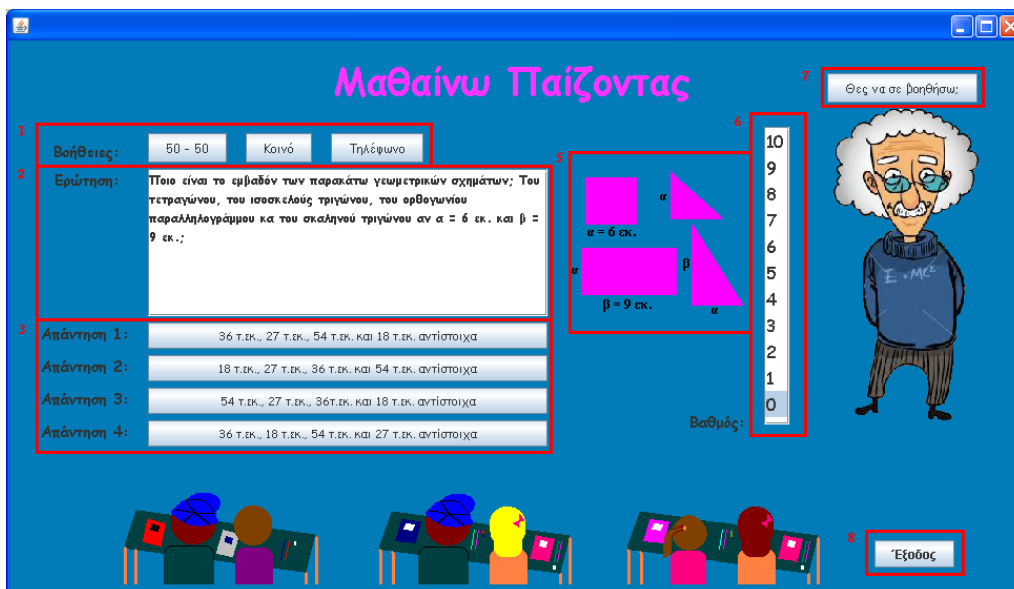 Μαθαίνω Παίζοντας
7
Θες να σε βοηθήσω;
1
Βοήθειες:
50 - 50
Κοινό
Τηλέφωνο
2
Ερώτηση:
Ποιο είναι το εμβαδόν των παρακάτω γεωμετρικών σχημάτων; Του
τετραγώνου, του ισοσκελούς τριγώνου, του ορθογωνίου
παραλληλογράμμου κα του σκαληνού τριγώνου αν α = 6 εκ. και β =
9 εκ.;
5
α = 6 εκ.
α
α
β = 9 εκ.
β
α
6
10
9
8
7
6
5
4
3
2
1
0
Βαθμός:
E=MC²
3
Απάντηση 1:
36 τ.εκ., 27 τ.εκ., 54 τ.εκ. και 18 τ.εκ. αντίστοιχα
Απάντηση 2:
18 τ.εκ., 27 τ.εκ., 36 τ.εκ. και 54 τ.εκ. αντίστοιχα
Απάντηση 3:
54 τ.εκ., 27 τ.εκ., 36τ.εκ. και 18 τ.εκ. αντίστοιχα
Απάντηση 4:
36 τ.εκ., 18 τ.εκ., 54 τ.εκ. και 27 τ.εκ. αντίστοιχα
8
Έξοδος